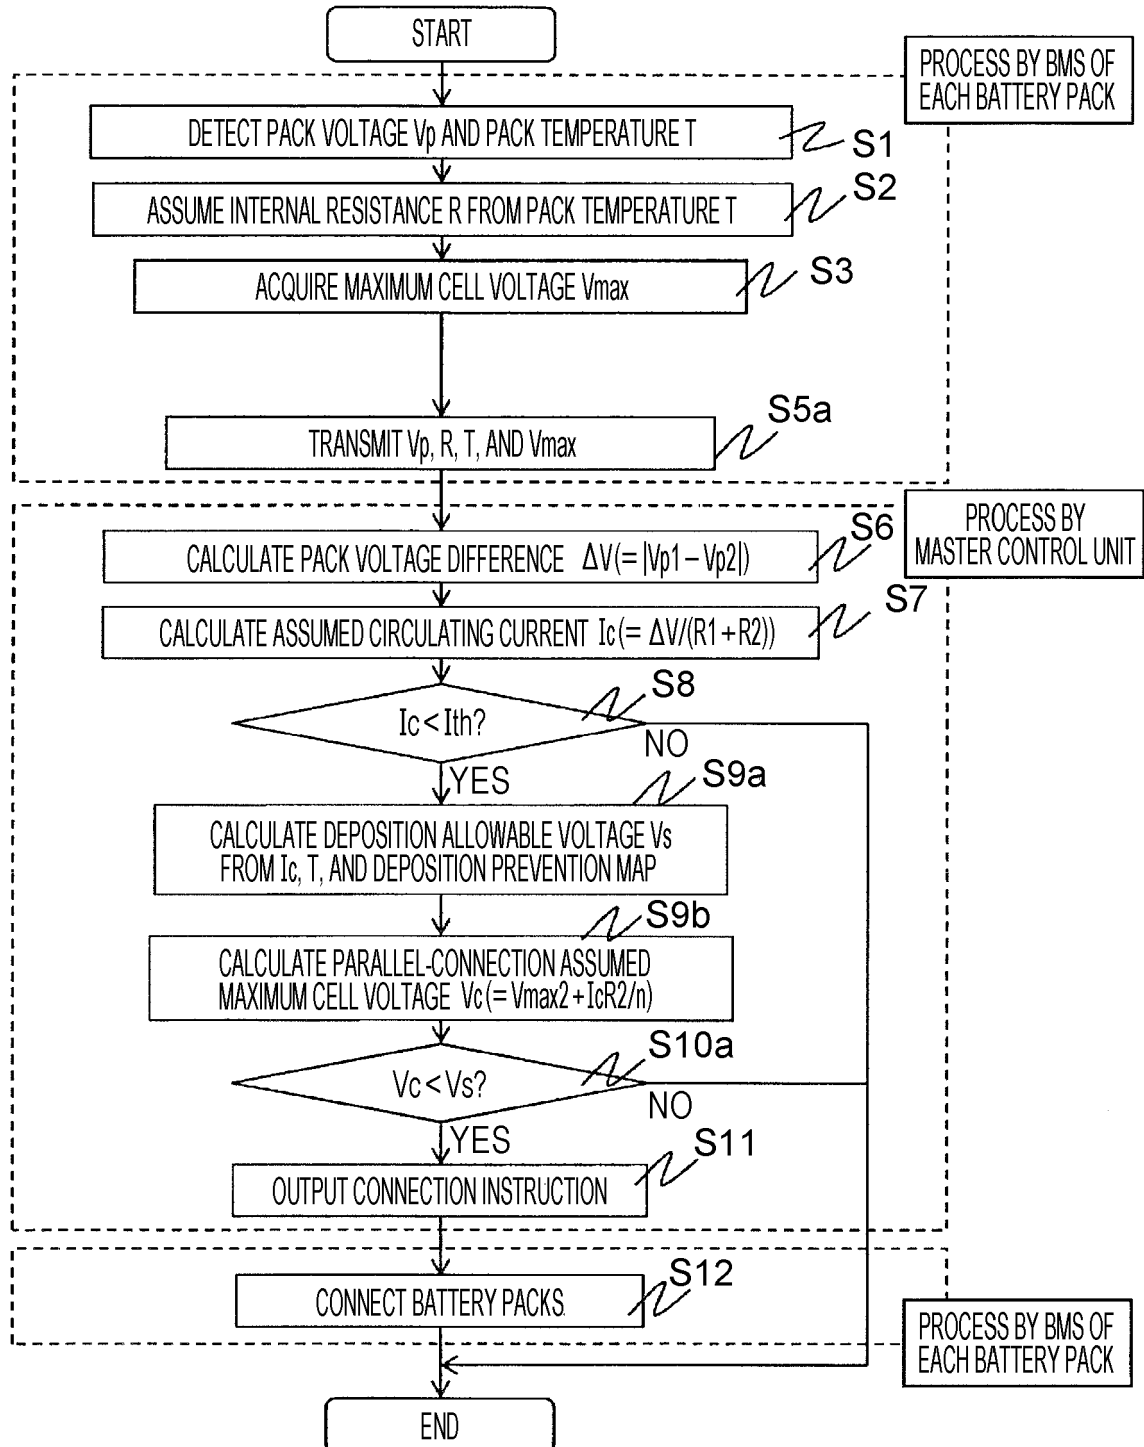 START
PROCESS BY BMS OF
EACH BATTERY PACK
DETECT PACK VOLTAGE Vp AND PACK TEMPERATURE T
S1
ASSUME INTERNAL RESISTANCE R FROM PACK TEMPERATURE T
S2
ACQUIRE MAXIMUM CELL VOLTAGE Vmax
S3
TRANSMIT Vp, R, T, AND Vmax
S5a
PROCESS BY
MASTER CONTROL UNIT
CALCULATE PACK VOLTAGE DIFFERENCE ΔV(= |Vp1 − Vp2|)
S6
CALCULATE ASSUMED CIRCULATING CURRENT Ic(= ΔV/(R1+R2))
S7
Ic<Ith?
S8
NO
YES
S9a
CALCULATE DEPOSITION ALLOWABLE VOLTAGE Vs
FROM Ic, T, AND DEPOSITION PREVENTION MAP
S9b
CALCULATE PARALLEL-CONNECTION ASSUMED
MAXIMUM CELL VOLTAGE Vc(=Vmax2+IcR2/n)
Vc<Vs?
S10a
NO
YES
OUTPUT CONNECTION INSTRUCTION
S11
CONNECT BATTERY PACKS
S12
PROCESS BY BMS OF
EACH BATTERY PACK
END